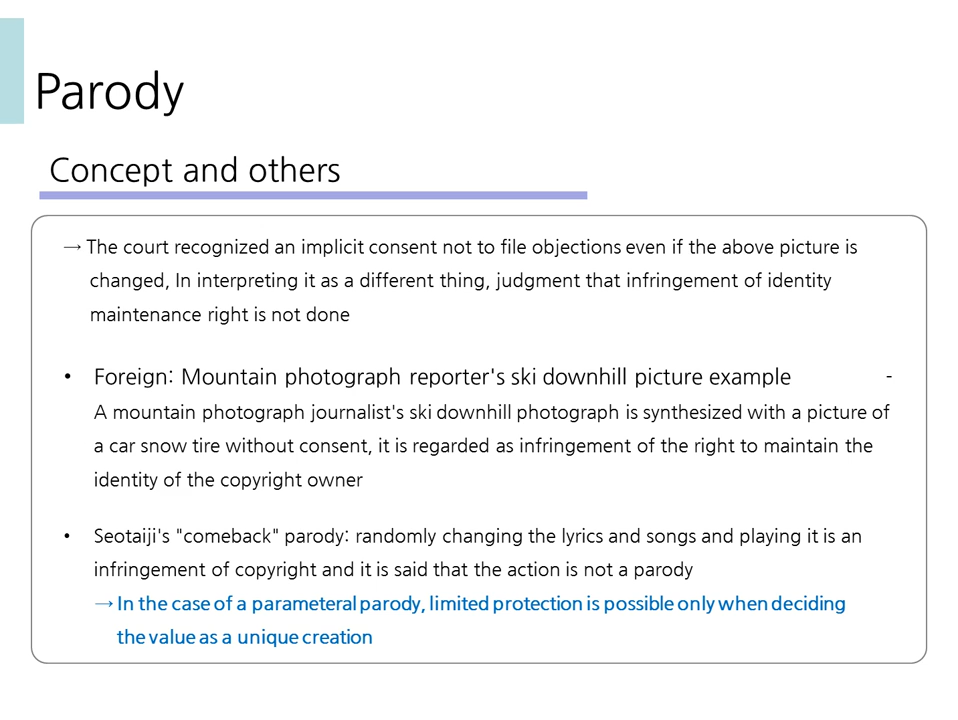 Parody
Concept and others
→ The court recognized an implicit consent not to file objections even if the above picture is
changed, In interpreting it as a different thing, judgment that infringement of identity
maintenance right is not done
• Foreign: Mountain photograph reporter's ski downhill picture example -
A mountain photograph journalist's ski downhill photograph is synthesized with a picture of
a car snow tire without consent, it is regarded as infringement of the right to maintain the
identity of the copyright owner
• Seotaiji's "comeback" parody: randomly changing the lyrics and songs and playing it is an
infringement of copyright and it is said that the action is not a parody
→ In the case of a parameteral parody, limited protection is possible only when deciding
the value as a unique creation